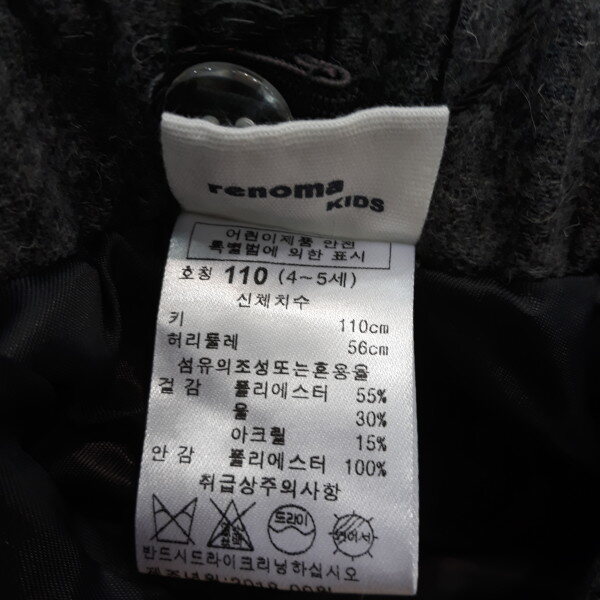 renoma
KIDS
어린이제품 안전
특별법에 의한 표시
호칭 110 (4~5세)
신체치수
키 110cm
허리둘레 56cm
섬유의조성또는혼용율
겉감 폴리에스터 55%
울 30%
아크릴 15%
안감 폴리에스터 100%
취급상주의사항
드라이
반드시드라이크리닝하십시오